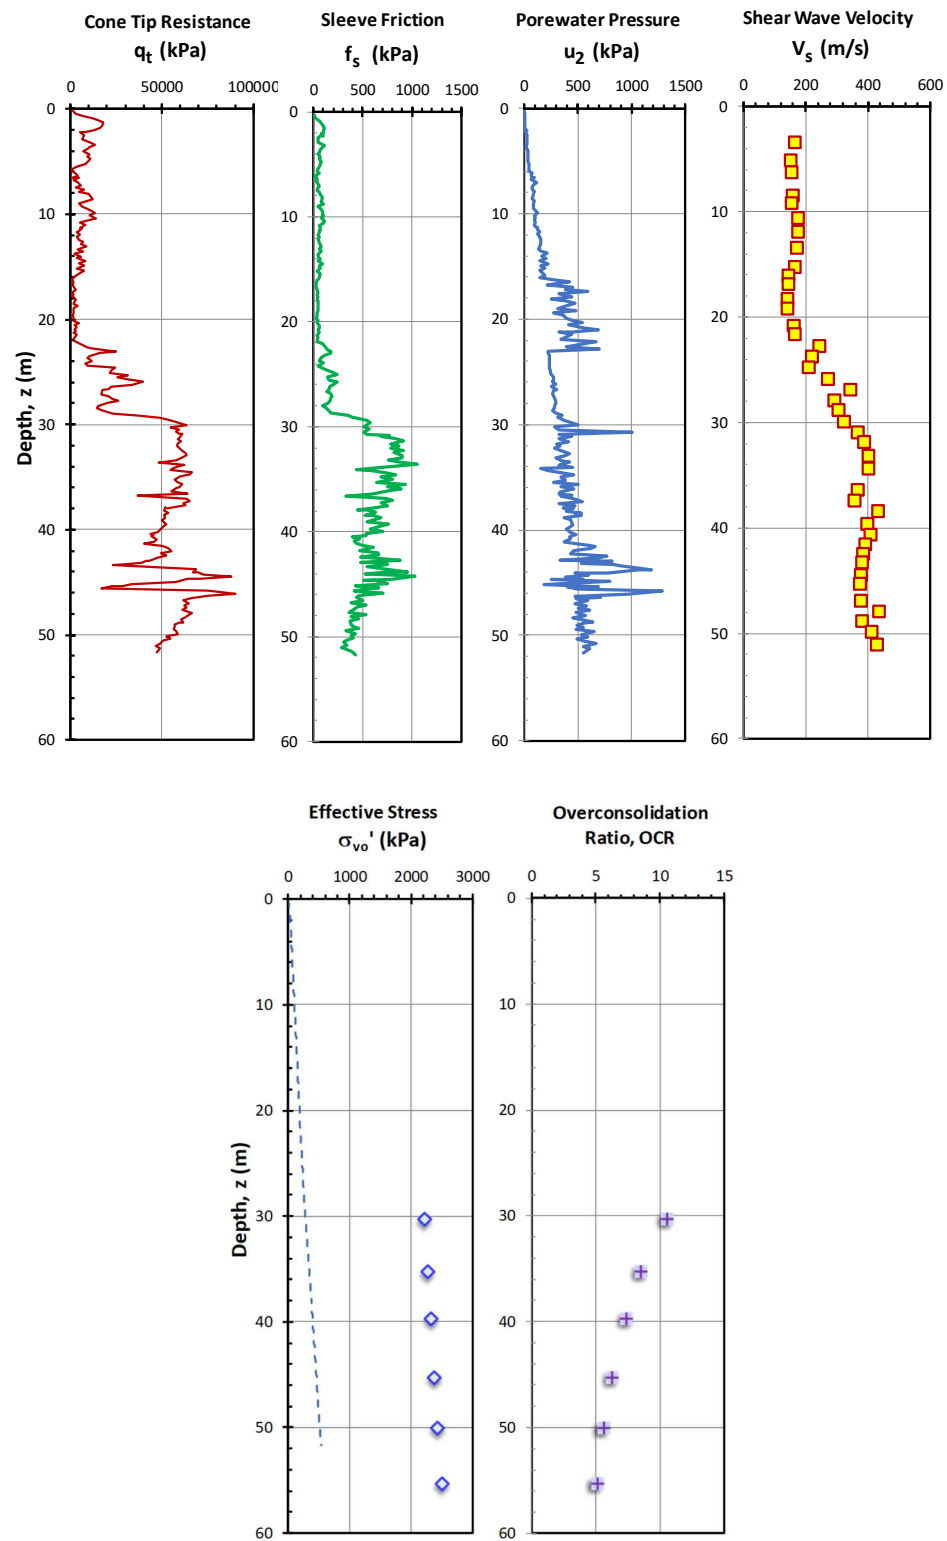 Cone Tip Resistance
qt (kPa)
0 50000 100000
0
10
20
30
40
50
60
Depth, z (m)
Sleeve Friction
fs (kPa)
0 500 1000 1500
0
10
20
30
40
50
60
Porewater Pressure
u2 (kPa)
0 500 1000 1500
0
10
20
30
40
50
60
Shear Wave Velocity
Vs (m/s)
0 200 400 600
0
10
20
30
40
50
60
Effective Stress
σvo' (kPa)
0 1000 2000 3000
0
10
20
30
40
50
60
Depth, z (m)
Overconsolidation
Ratio, OCR
0 5 10 15
0
10
20
30
40
50
60